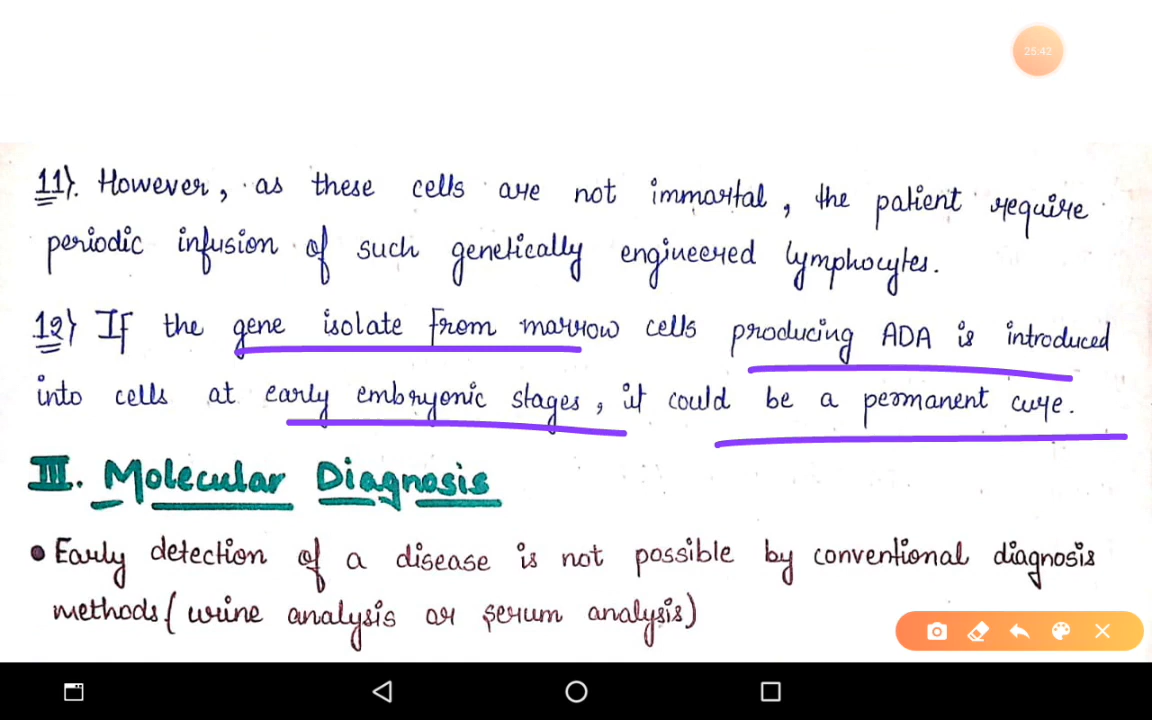 25:42
11}. However, as these cells are not immortal, the patient require
periodic infusion of such genetically engineered lymphocytes.
12} If the gene isolate from marrow cells producing ADA is introduced
into cells at early embryonic stages, it could be a permanent cure.
III. Molecular Diagnosis
• Early detection of a disease is not possible by conventional diagnosis
methods (urine analysis or serum analysis)